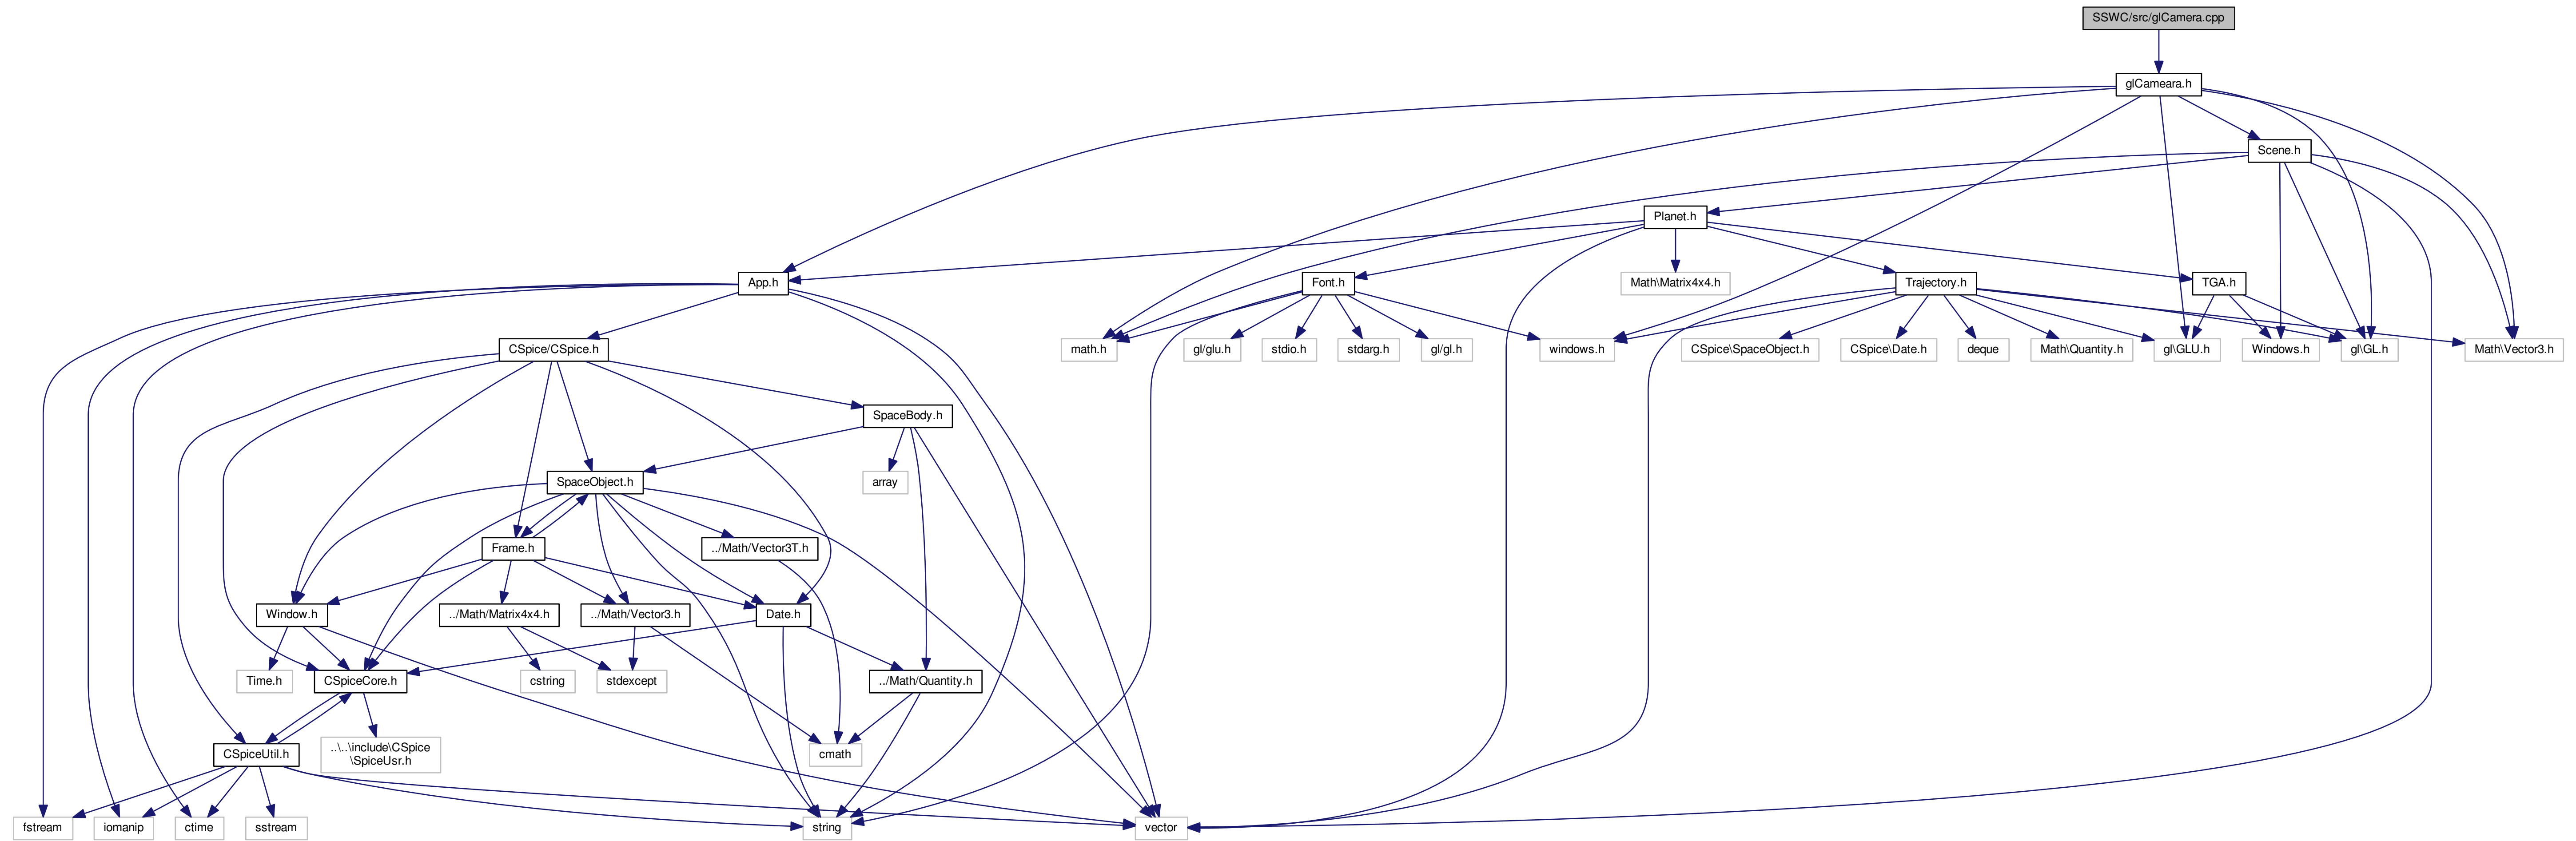 SSWC/src/glCamera.cpp
glCameara.h
Scene.h
Planet.h
App.h
Font.h
Math\Matrix4x4.h
Trajectory.h
TGA.h
CSpice/CSpice.h
math.h
gl/glu.h
stdio.h
stdarg.h
gl/gl.h
windows.h
CSpice\SpaceObject.h
CSpice\Date.h
deque
Math\Quantity.h
gl\GLU.h
Windows.h
gl\GL.h
Math\Vector3.h
SpaceBody.h
SpaceObject.h
array
Frame.h
../Math/Vector3T.h
Window.h
../Math/Matrix4x4.h
../Math/Vector3.h
Date.h
Time.h
CSpiceCore.h
cstring
stdexcept
../Math/Quantity.h
CSpiceUtil.h
..\..\include\CSpice
\SpiceUsr.h
cmath
fstream
iomanip
ctime
sstream
string
vector